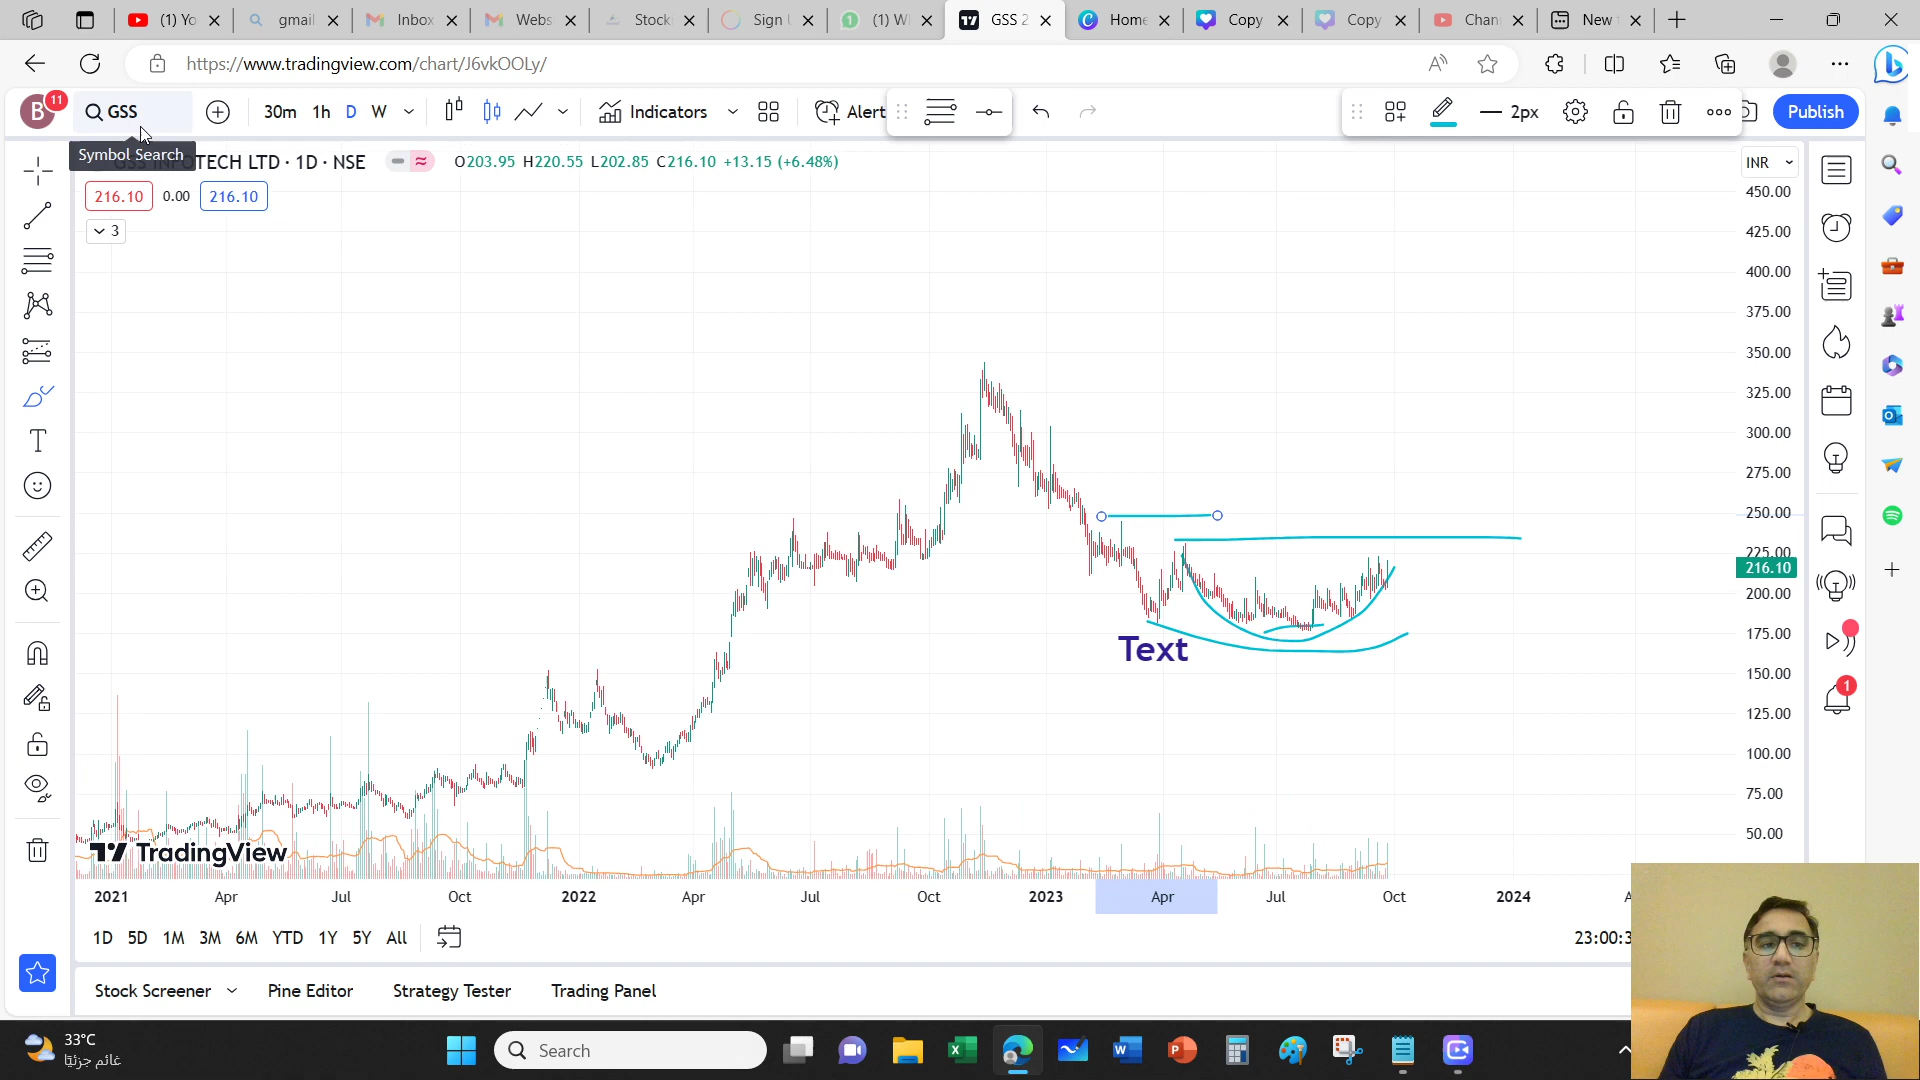 (1) Yo
gmail
Inbox
Webs
Stocki
Sign U
(1) W
GSS 2
Home
Copy
Copy
Chan
New
https://www.tradingview.com/chart/J6vkOOLy/
B
11
GSS
30m
1h
D
W
Indicators
Alert
2px
Publish
Symbol Search
TECH LTD · 1D · NSE
O203.95 H220.55 L202.85 C216.10 +13.15 (+6.48%)
INR
216.10
0.00
216.10
3
450.00
425.00
400.00
375.00
350.00
325.00
300.00
275.00
250.00
225.00
216.10
200.00
175.00
150.00
125.00
100.00
75.00
50.00
Text
TradingView
1
2021
Apr
Jul
Oct
2022
Apr
Jul
Oct
2023
Apr
Jul
Oct
2024
1D
5D
1M
3M
6M
YTD
1Y
5Y
All
23:00:3
Stock Screener
Pine Editor
Strategy Tester
Trading Panel
33°C
غائم جزئيًا
Search